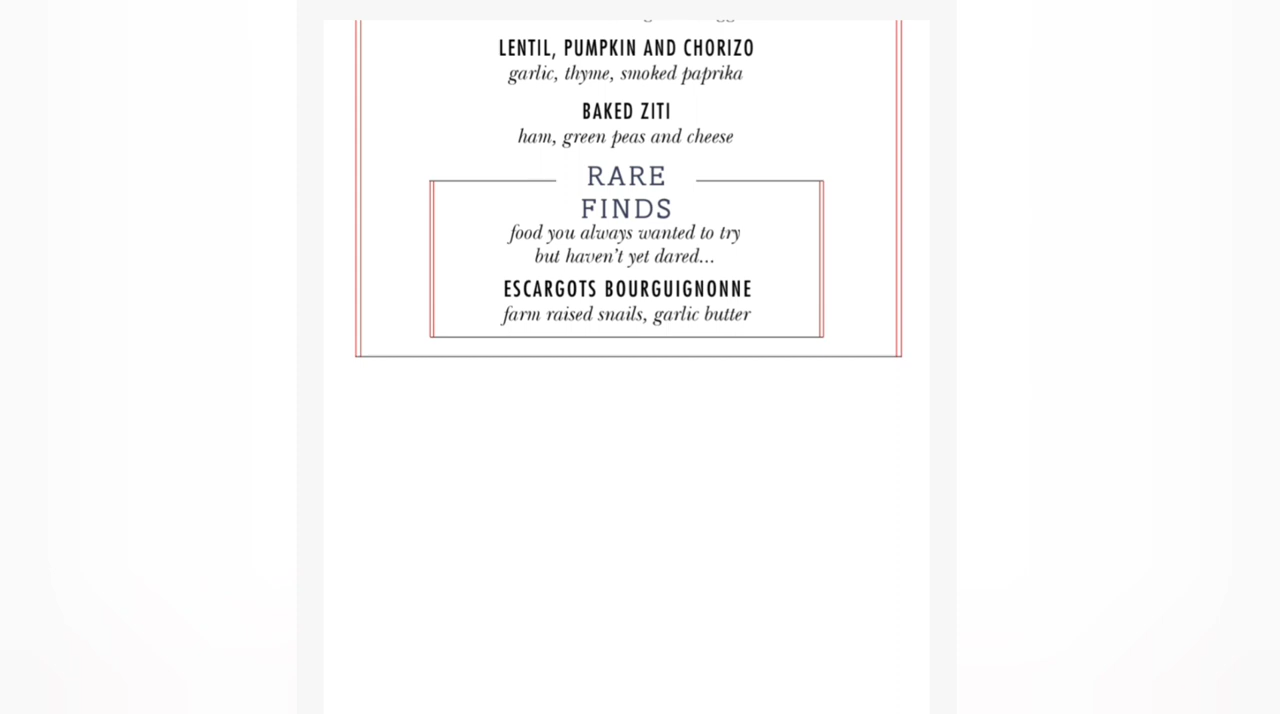 LENTIL, PUMPKIN AND CHORIZO
garlic, thyme, smoked paprika
BAKED ZITI
ham, green peas and cheese
RARE
FINDS
food you always wanted to try
but haven't yet dared...
ESCARGOTS BOURGUIGNONNE
farm raised snails, garlic butter